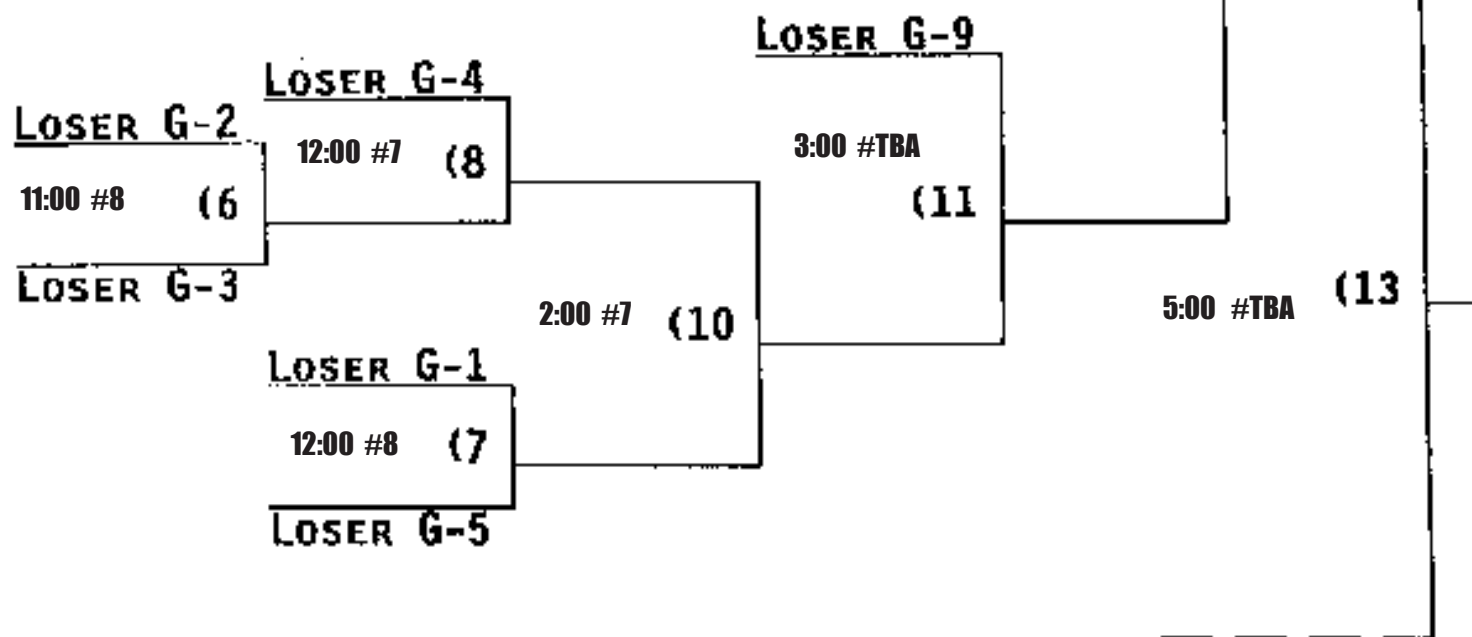 LOSER G-9
LOSER G-4
LOSER G-2
12:00 #7 (8
3:00 #TBA
11:00 #8 (6
(11
LOSER G-3
2:00 #7 (10
5:00 #TBA (13
LOSER G-1
12:00 #8 (7
LOSER G-5